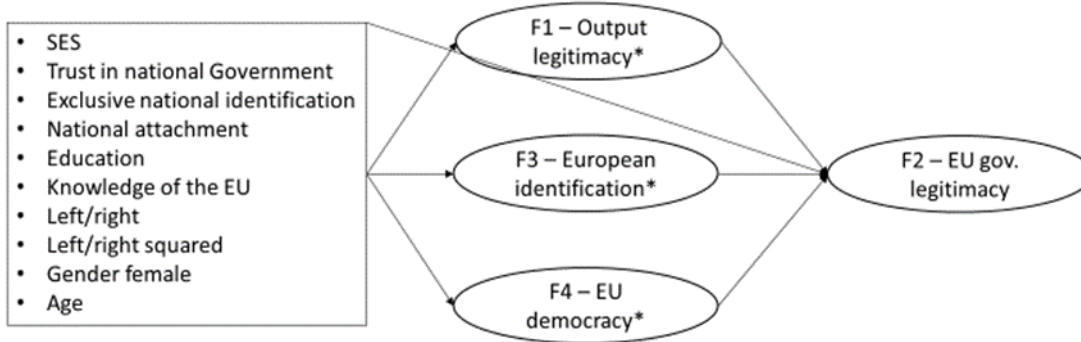 • SES
• Trust in national Government
• Exclusive national identification
• National attachment
• Education
• Knowledge of the EU
• Left/right
• Left/right squared
• Gender female
• Age
F1 – Output
legitimacy*
F3 – European
identification*
F4 – EU
democracy*
F2 – EU gov.
legitimacy